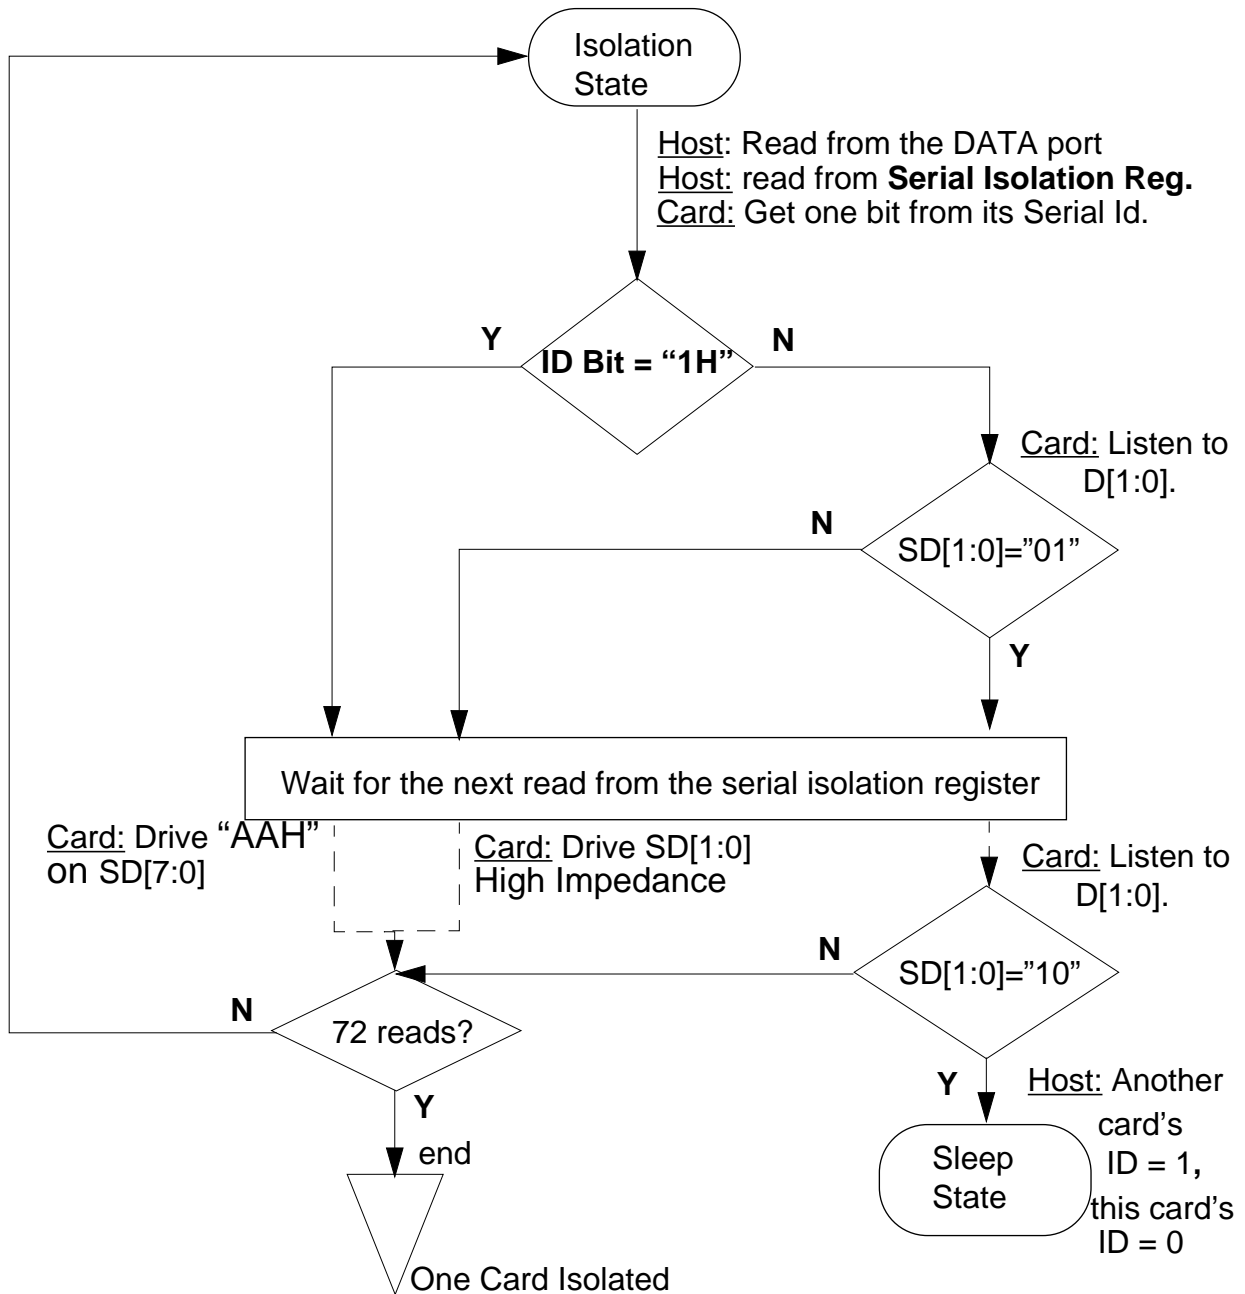 Isolation
State
Host: Read from the DATA port
Host: read from Serial Isolation Reg.
Card: Get one bit from its Serial Id.
Y
N
ID Bit = “1H”
Card: Listen to
D[1:0].
N
SD[1:0]=”01”
Y
Wait for the next read from the serial isolation register
Card: Drive “AAH”
on SD[7:0]
Card: Drive SD[1:0]
High Impedance
Card: Listen to
D[1:0].
N
SD[1:0]=”10”
N
72 reads?
Y
Y
end
Host: Another
card’s
ID = 1,
this card’s
ID = 0
Sleep
State
One Card Isolated